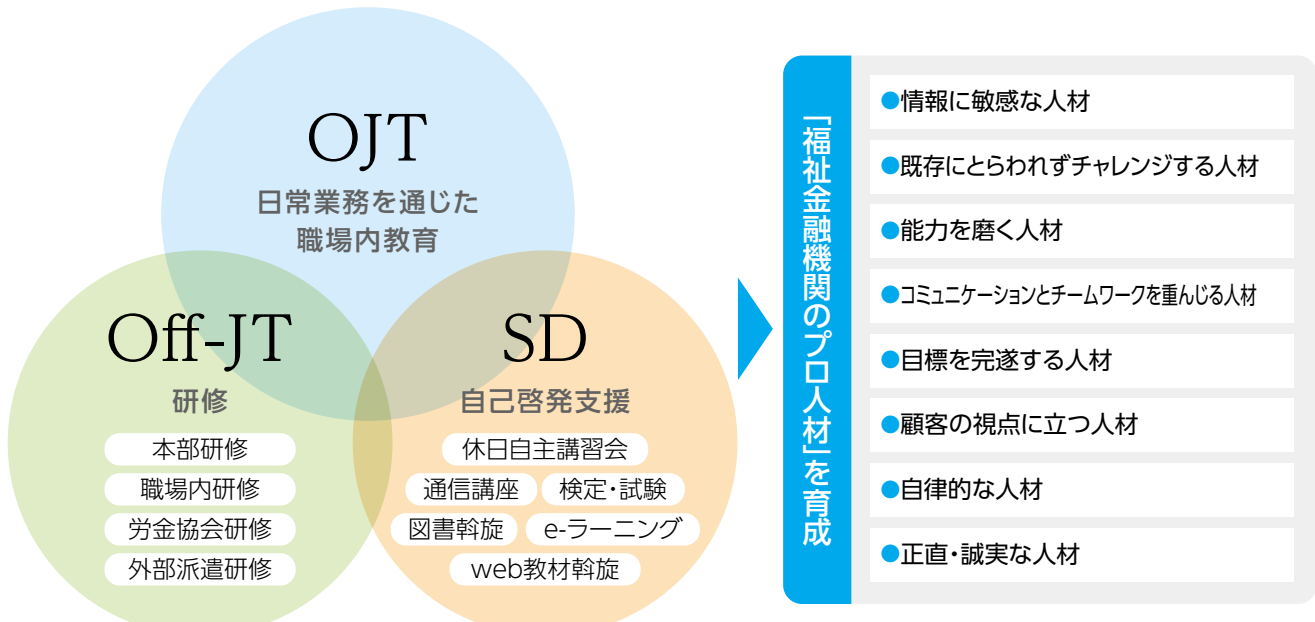 OJT
日常業務を通じた
職場内教育
Off-JT
研修
本部研修
職場内研修
労金協会研修
外部派遣研修
SD
自己啓発支援
休日自主講習会
通信講座
検定・試験
図書斡旋
e-ラーニング
web教材斡旋
「福祉金融機関のプロ人材」を育成
●情報に敏感な人材
●既存にとらわれずチャレンジする人材
●能力を磨く人材
●コミュニケーションとチームワークを重んじる人材
●目標を完遂する人材
●顧客の視点に立つ人材
●自律的な人材
●正直・誠実な人材